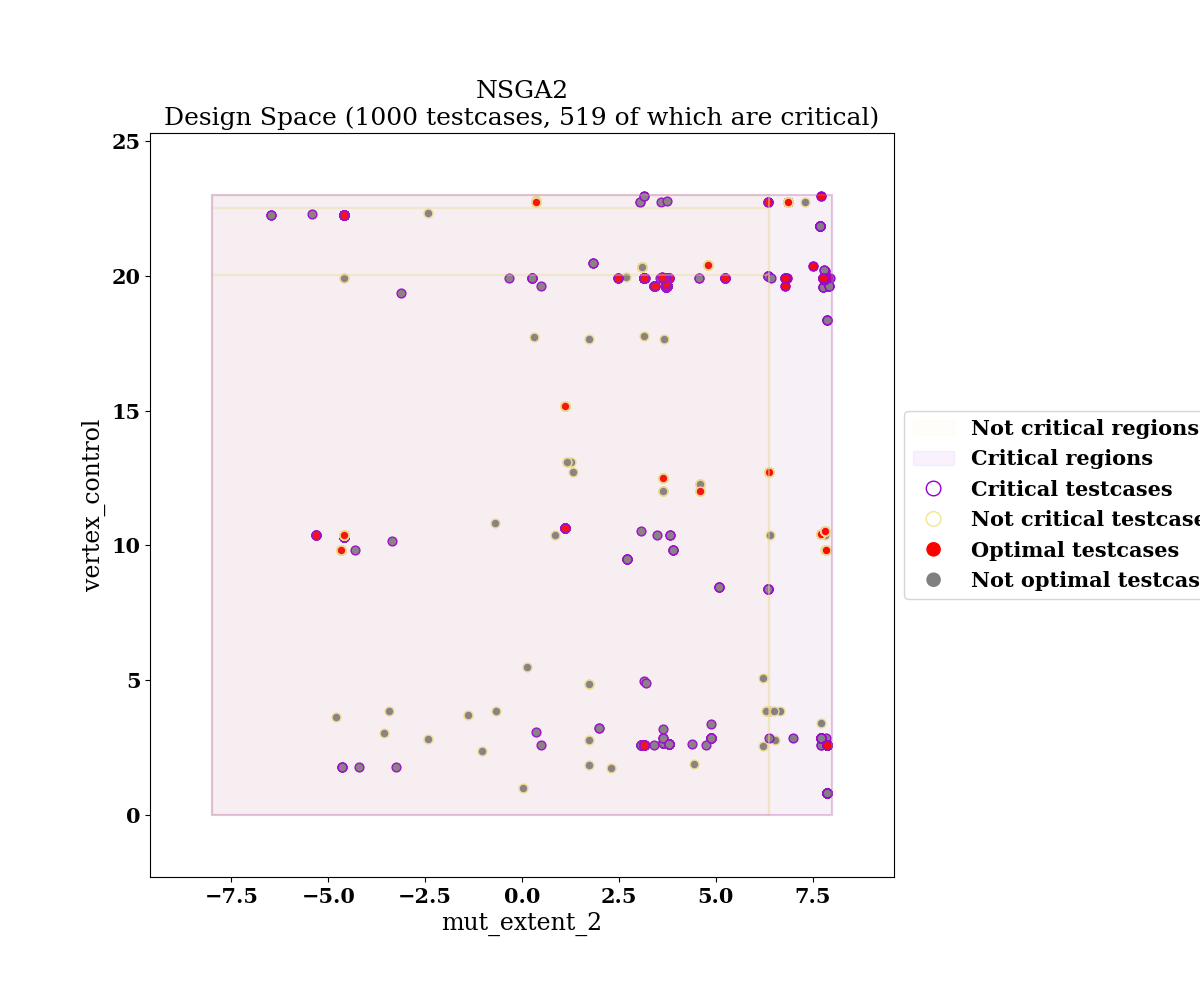 NSGA2
Design Space (1000 testcases, 519 of which are critical)
25
20
15
10
5
0
vertex_control
−7.5
−5.0
−2.5
0.0
2.5
5.0
7.5
mut_extent_2
Not critical regions
Critical regions
Critical testcases
Not critical testcase
Optimal testcases
Not optimal testcas